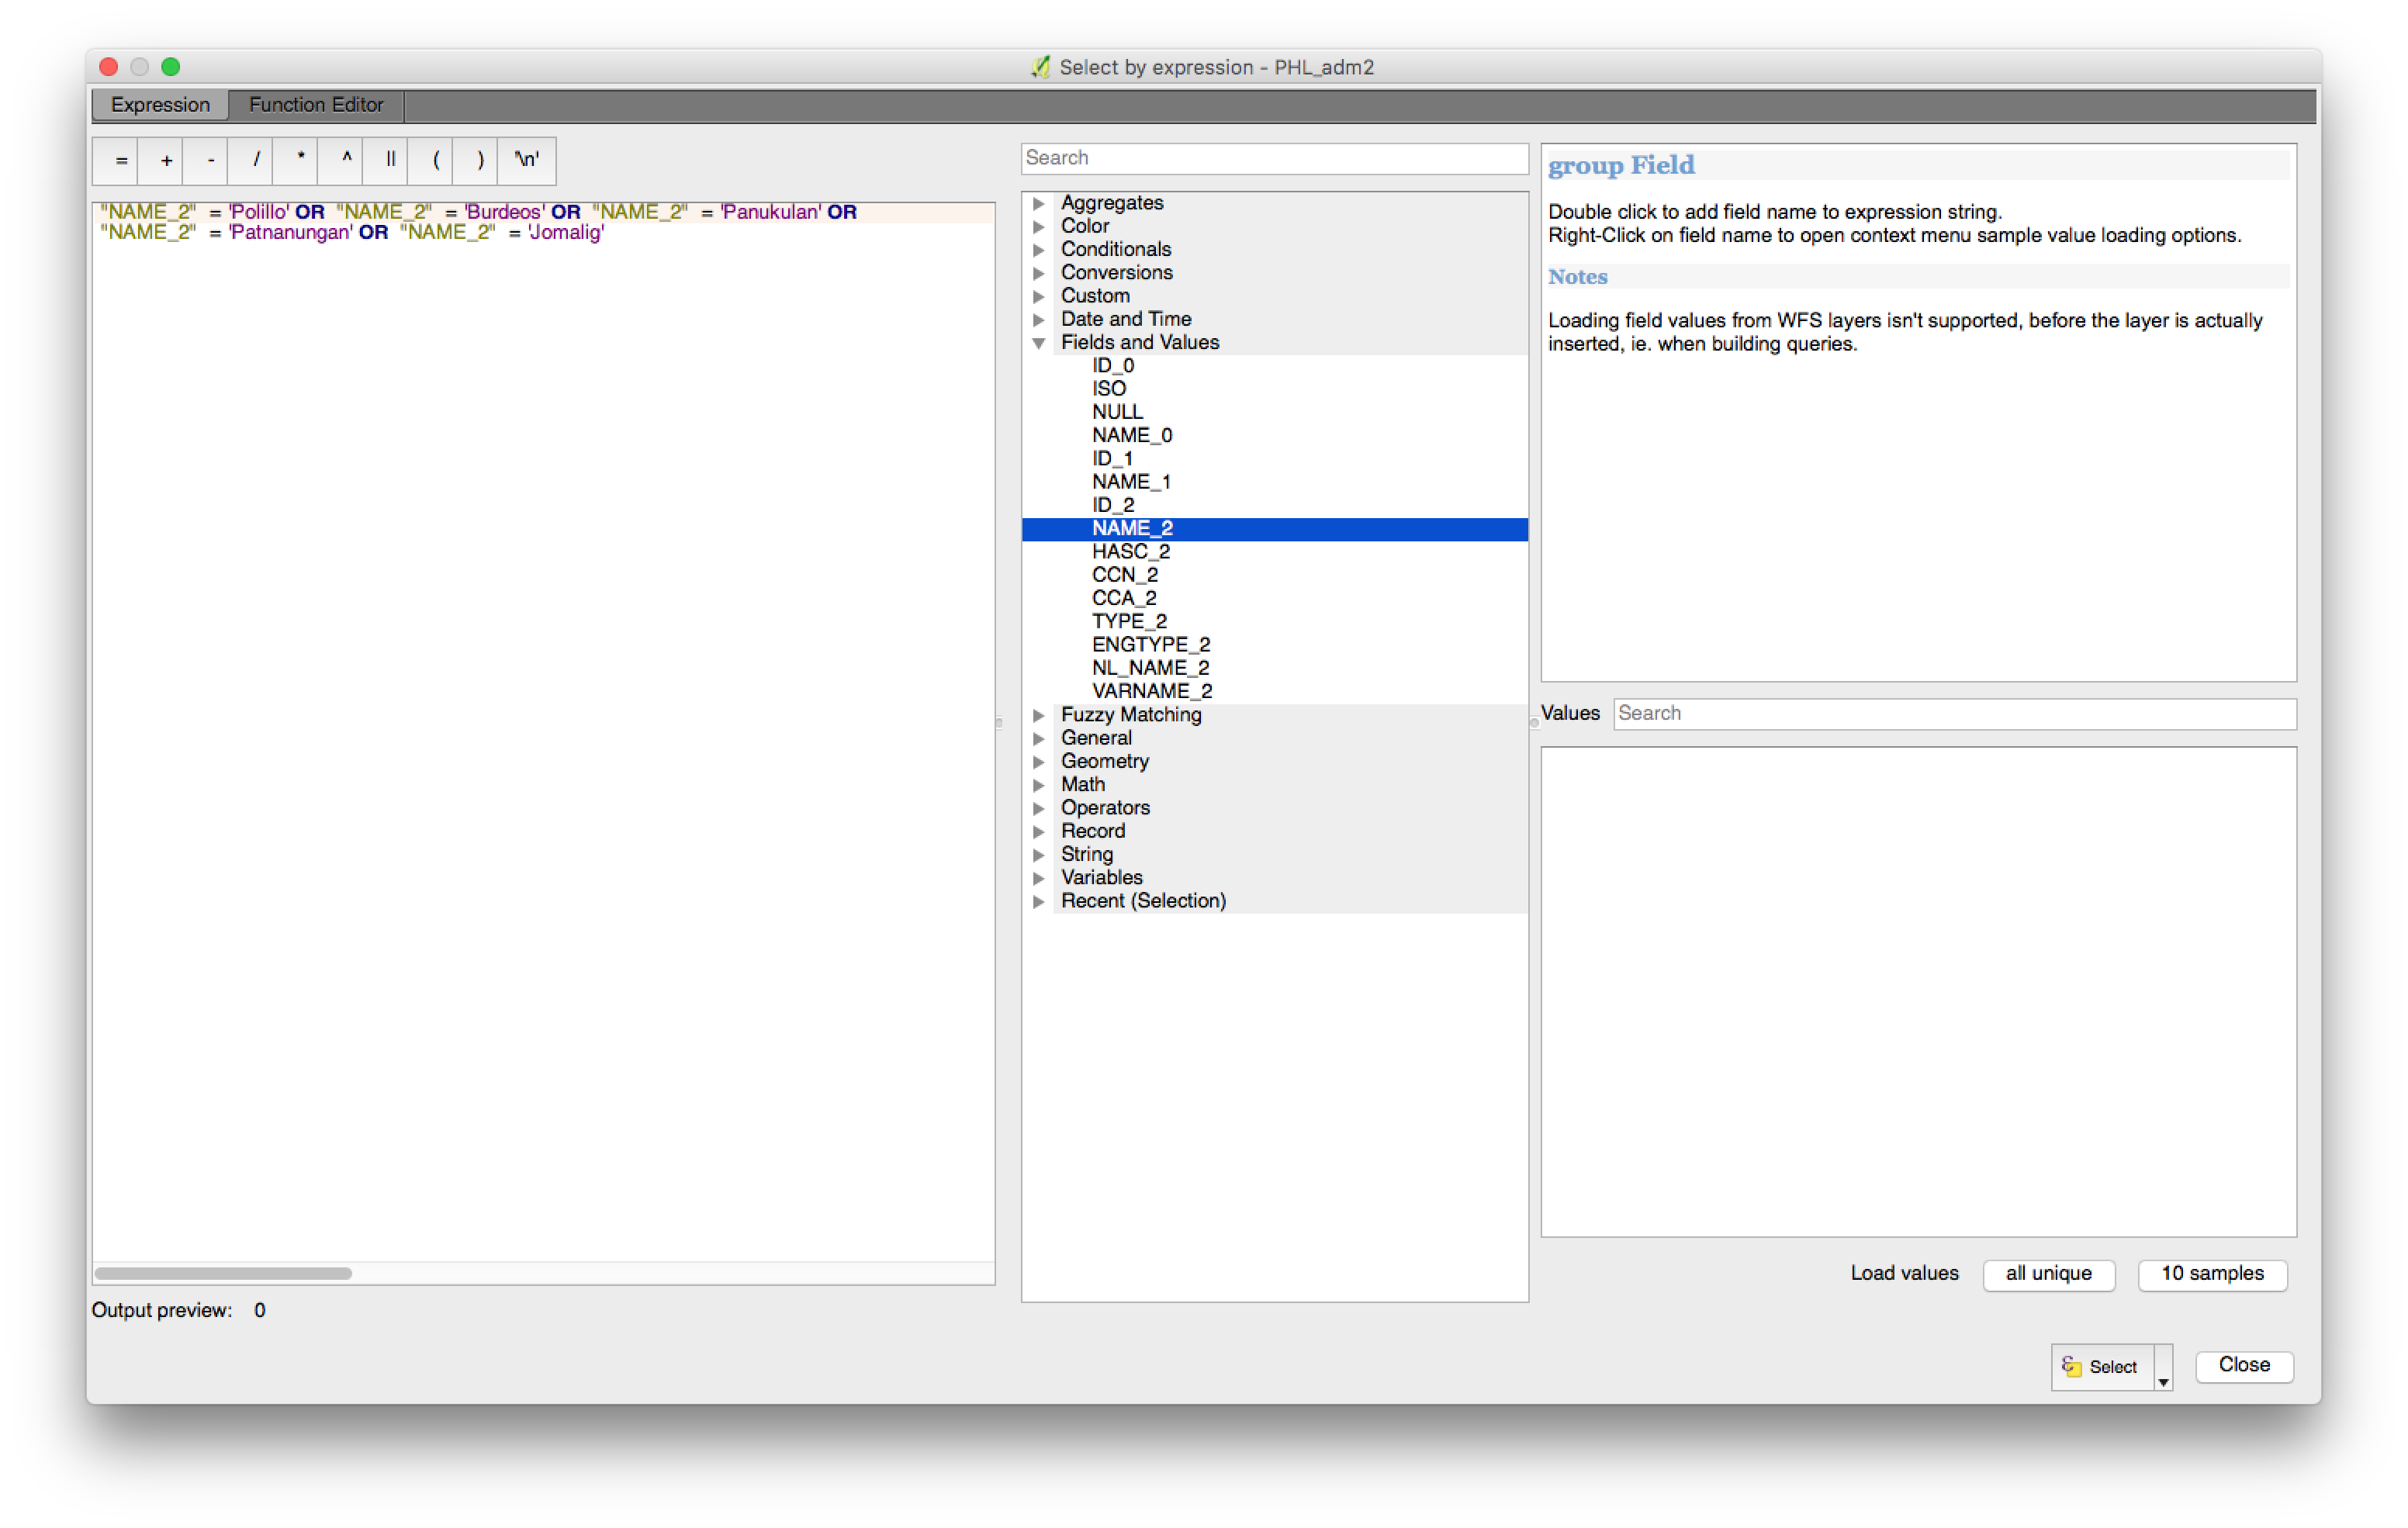 Select by expression - PHL_adm2
Expression
Function Editor
= + - / * ^ || ( ) '\n'
"NAME_2" = 'Polillo' OR "NAME_2" = 'Burdeos' OR "NAME_2" = 'Panukulan' OR
"NAME_2" = 'Patnanungan' OR "NAME_2" = 'Jomalig'
Output preview: 0
Search
Aggregates
Color
Conditionals
Conversions
Custom
Date and Time
Fields and Values
ID_0
ISO
NULL
NAME_0
ID_1
NAME_1
ID_2
NAME_2
HASC_2
CCN_2
CCA_2
TYPE_2
ENGTYPE_2
NL_NAME_2
VARNAME_2
Fuzzy Matching
General
Geometry
Math
Operators
Record
String
Variables
Recent (Selection)
group Field
Double click to add field name to expression string.
Right-Click on field name to open context menu sample value loading options.
Notes
Loading field values from WFS layers isn't supported, before the layer is actually
inserted, ie. when building queries.
Values Search
Load values all unique 10 samples
Select Close